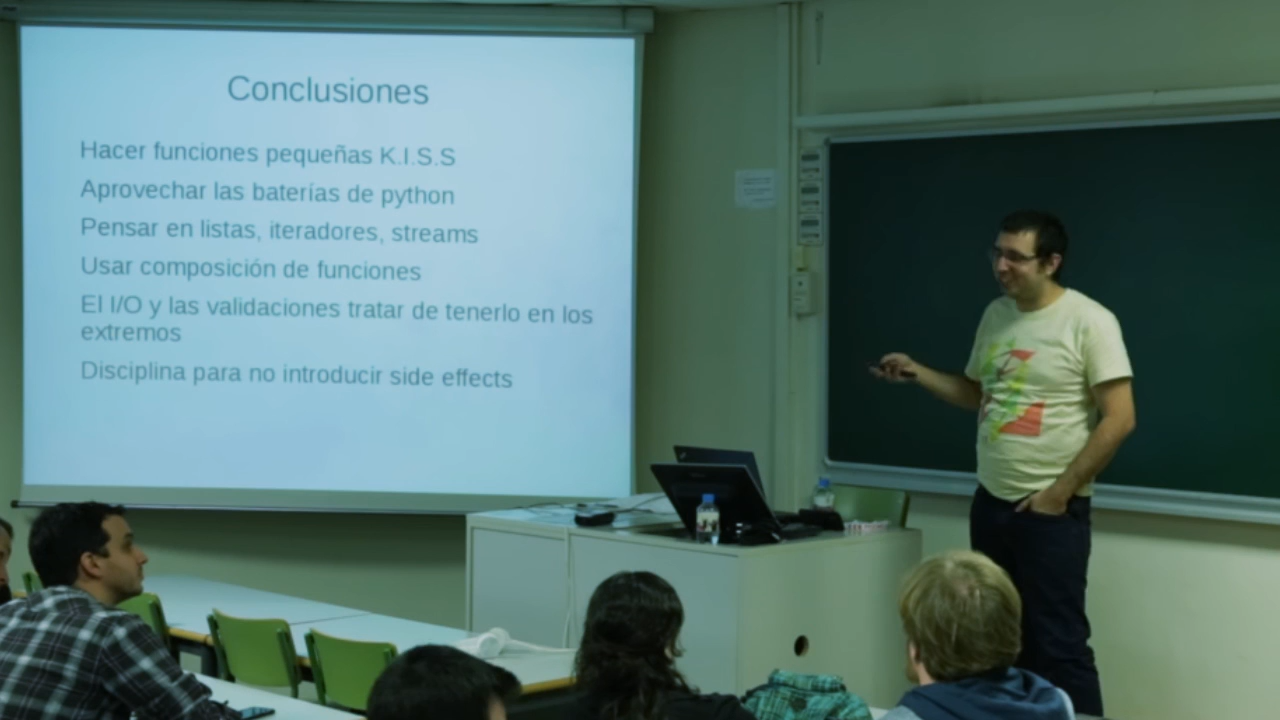 Conclusiones
Hacer funciones pequeñas K.I.S.S
Aprovechar las baterías de python
Pensar en listas, iteradores, streams
Usar composición de funciones
El I/O y las validaciones tratar de tenerlo en los
extremos
Disciplina para no introducir side effects